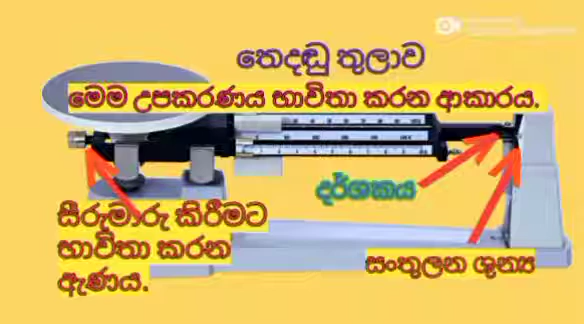 තෙදඬු තුලාව
මෙම උපකරණය භාවිතා කරන ආකාරය.
දර්ශකය
සීරුමාරු කිරීමට
භාවිතා කරන
ඇණය.
සංතුලන ශුන්‍ය